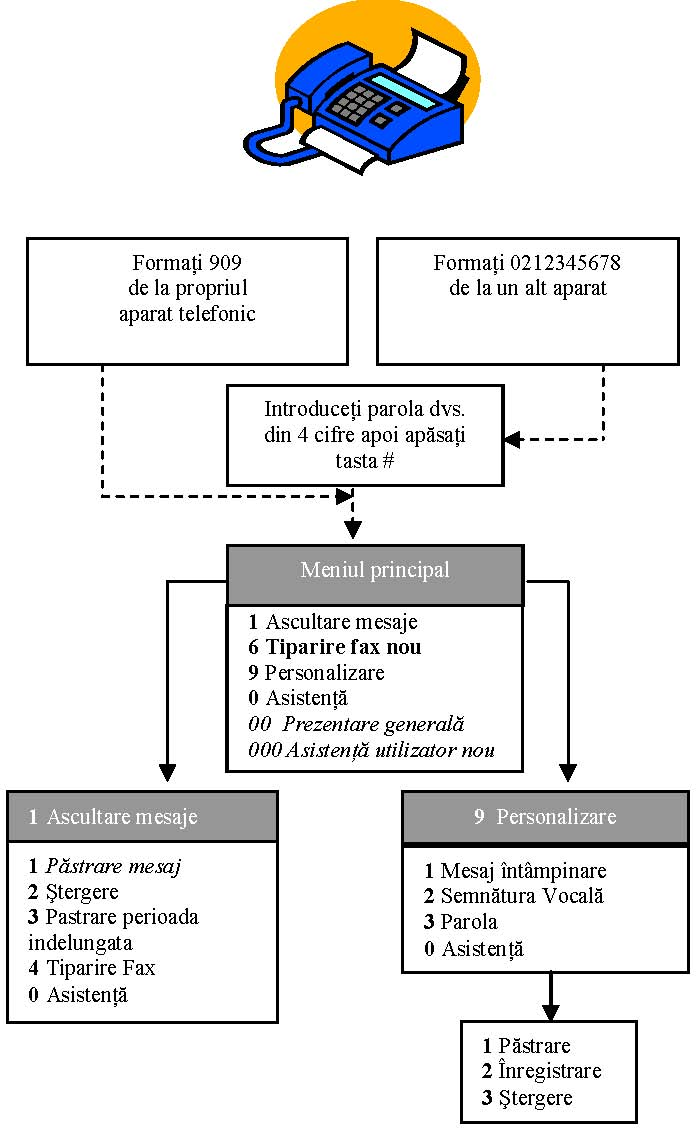 Formați 909
de la propriul
aparat telefonic
Formați 0212345678
de la un alt aparat
Introduceți parola dvs.
din 4 cifre apoi apăsați
tasta #
Meniul principal
1 Ascultare mesaje
6 Tiparire fax nou
9 Personalizare
0 Asistență
00 Prezentare generală
000 Asistență utilizator nou
1 Ascultare mesaje
1 Păstrare mesaj
2 Ştergere
3 Pastrare perioada
indelungata
4 Tiparire Fax
0 Asistență
9 Personalizare
1 Mesaj întâmpinare
2 Semnătura Vocală
3 Parola
0 Asistență
1 Păstrare
2 Înregistrare
3 Ştergere